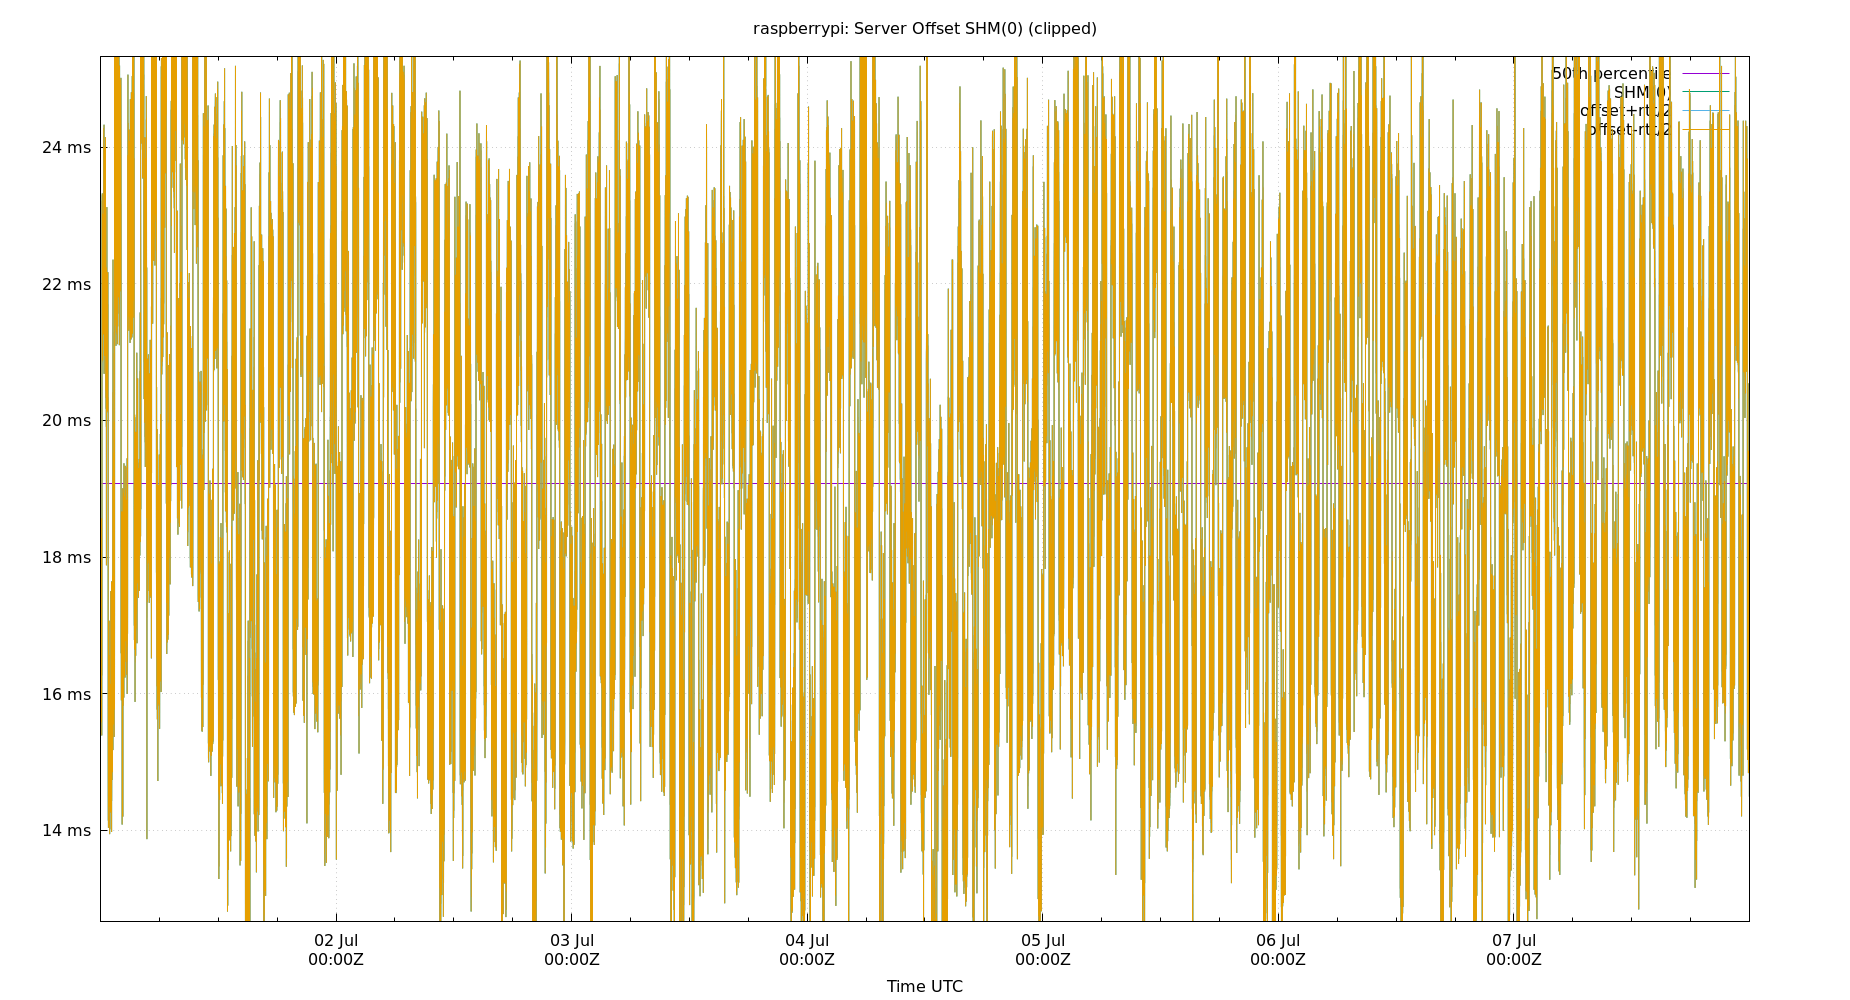 raspberrypi: Server Offset SHM(0) (clipped)
50th percentile
SHM(0)
offset+rtt/2
offset-rtt/2
24 ms
22 ms
20 ms
18 ms
16 ms
14 ms
02 Jul 03 Jul 04 Jul 05 Jul 06 Jul 07 Jul
00:00Z 00:00Z 00:00Z 00:00Z 00:00Z 00:00Z
Time UTC